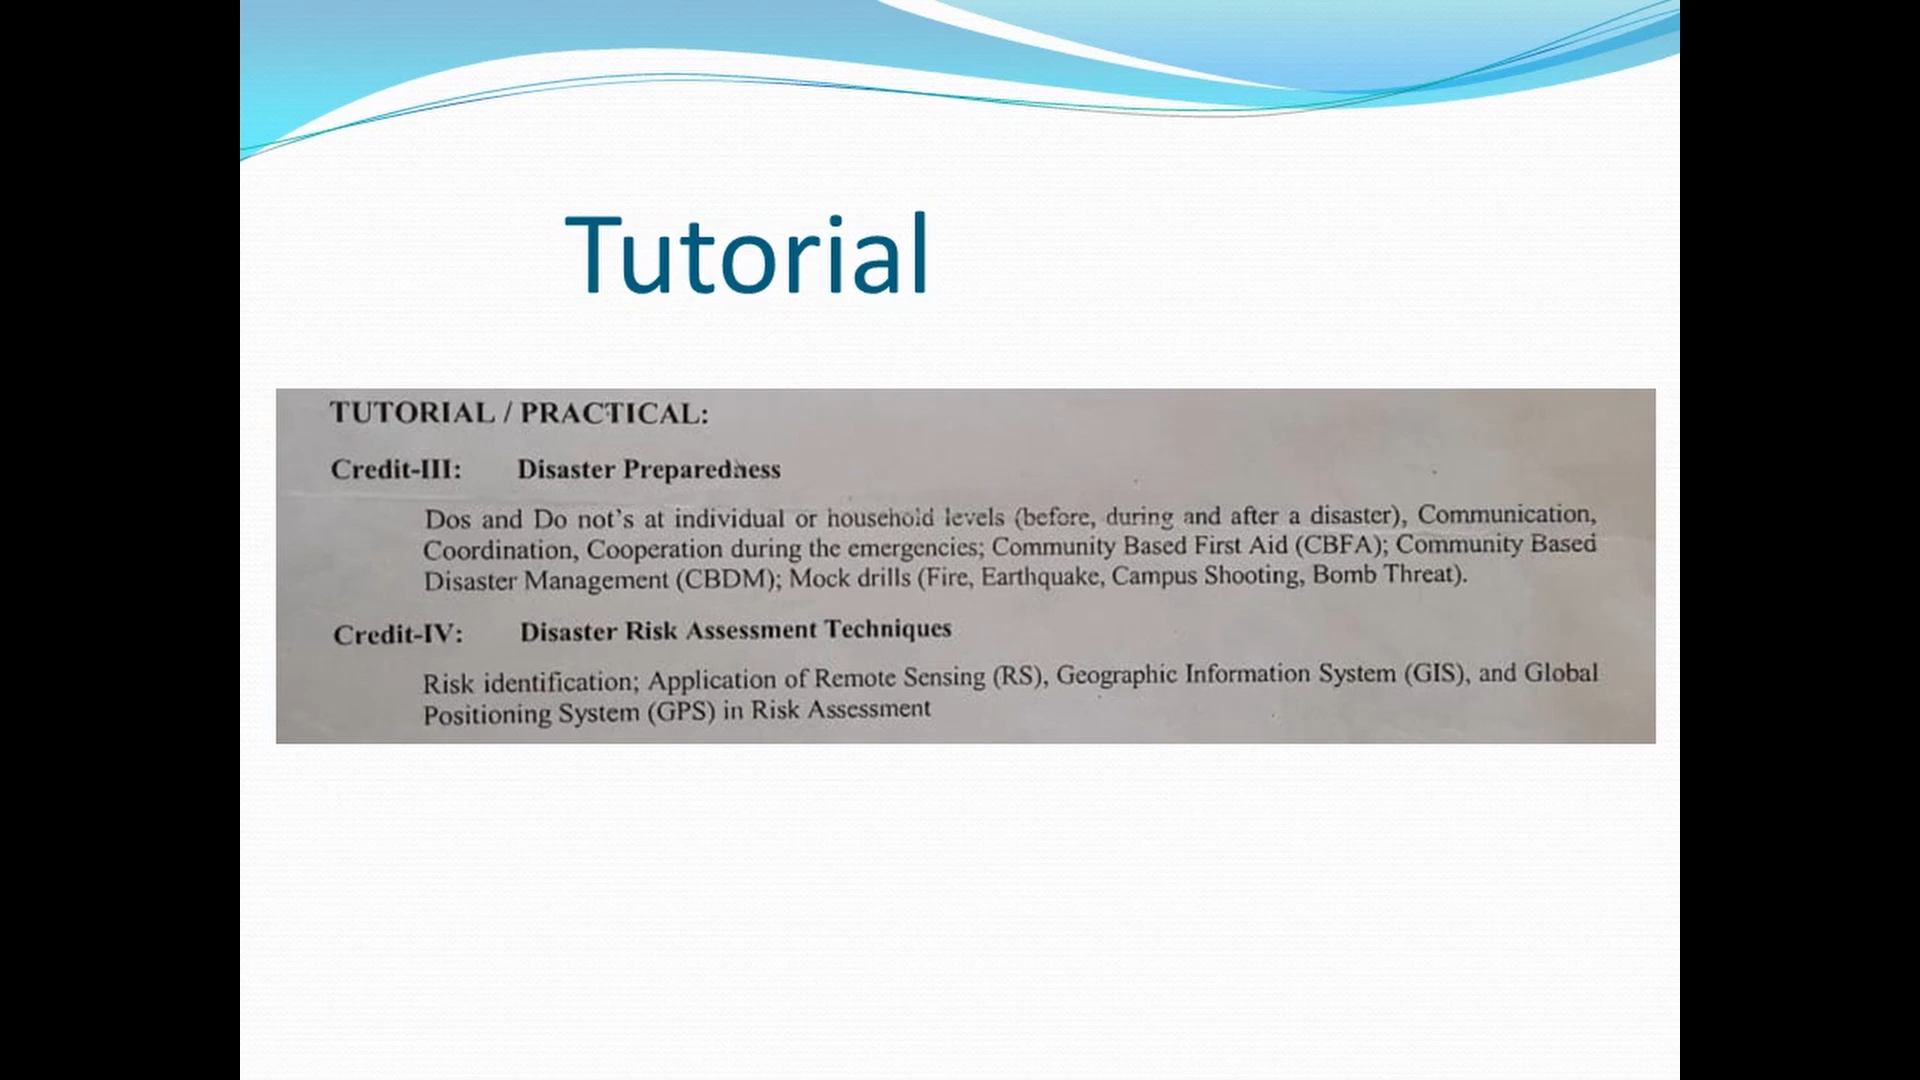 Tutorial
TUTORIAL / PRACTICAL:
Credit-III: Disaster Preparedness
Dos and Do not's at individual or household levels (before, during and after a disaster), Communication,
Coordination, Cooperation during the emergencies; Community Based First Aid (CBFA); Community Based
Disaster Management (CBDM); Mock drills (Fire, Earthquake, Campus Shooting, Bomb Threat).
Credit-IV: Disaster Risk Assessment Techniques
Risk identification; Application of Remote Sensing (RS), Geographic Information System (GIS), and Global
Positioning System (GPS) in Risk Assessment